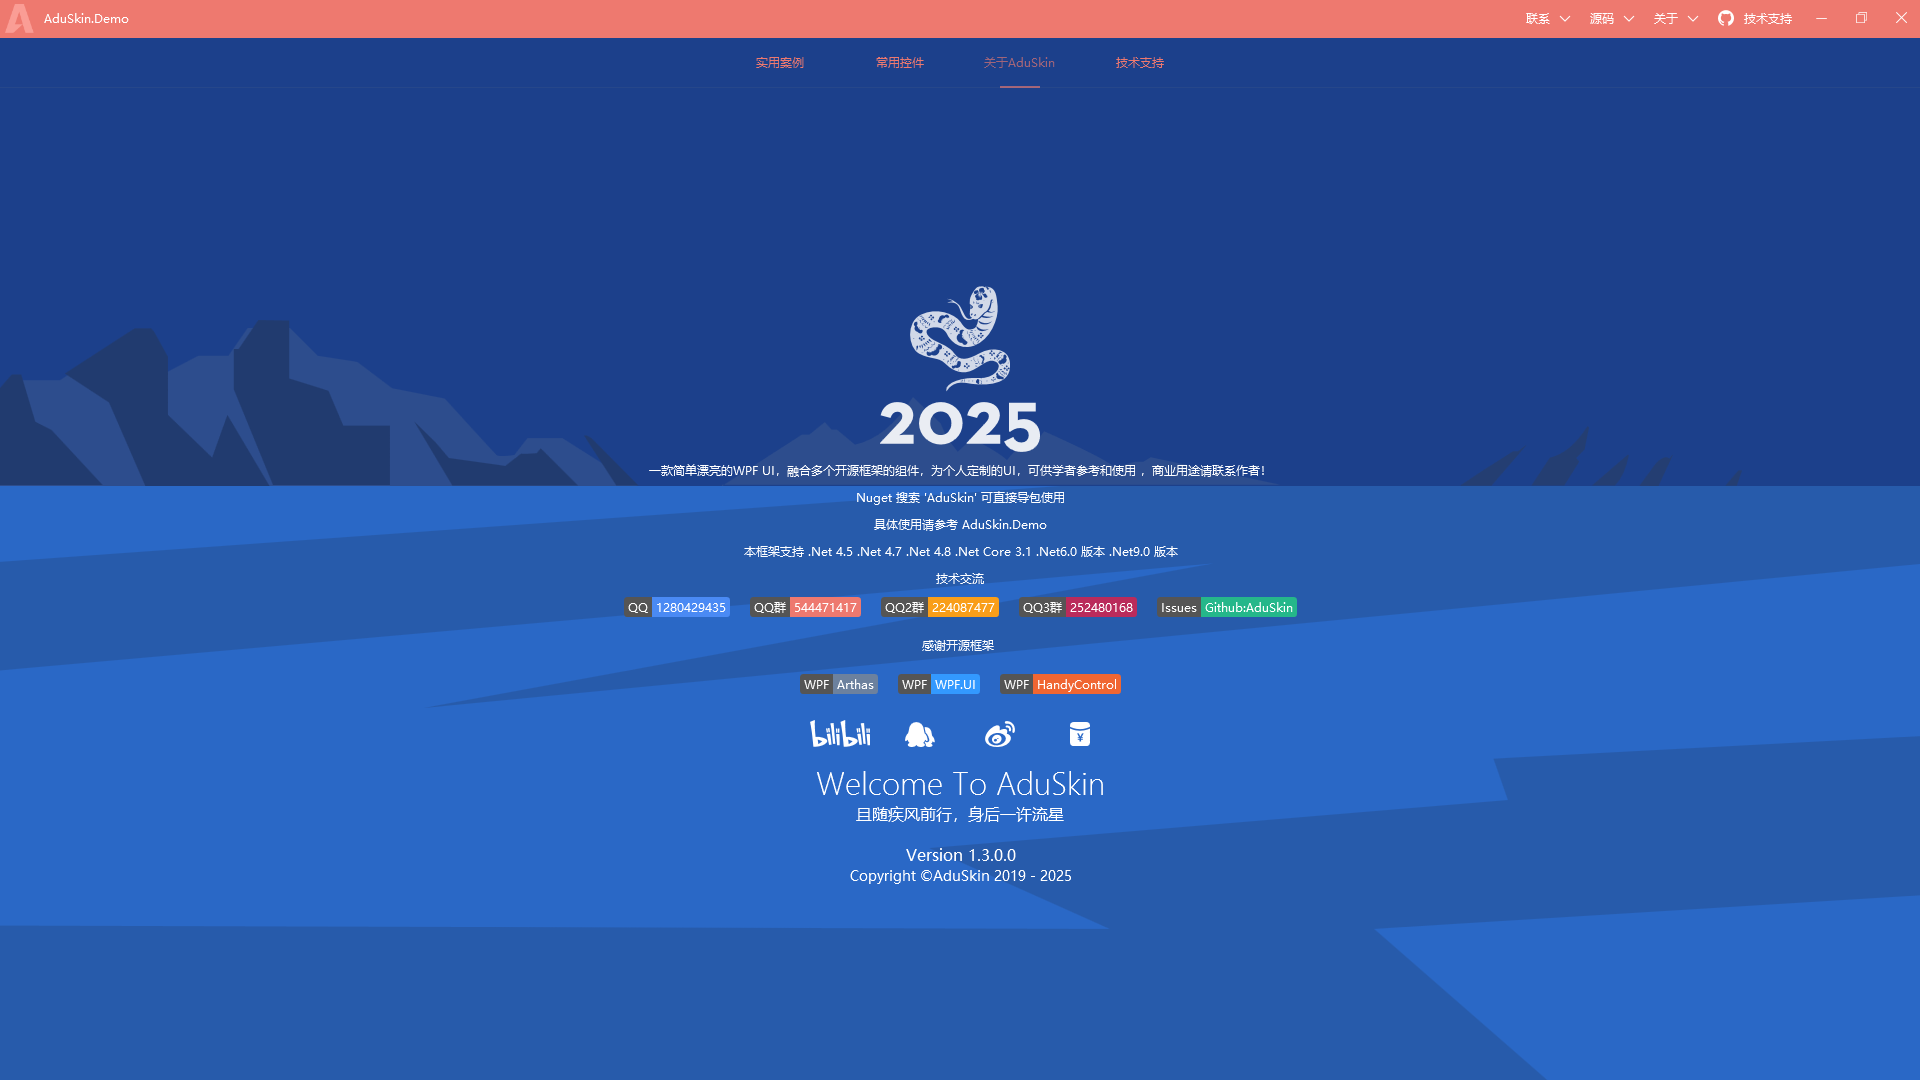 AduSkin.Demo
联系
源码
关于
技术支持
实用案例
常用控件
关于AduSkin
技术支持
2025
一款简单漂亮的WPF UI，融合多个开源框架的组件，为个人定制的UI，可供学者参考和使用 ，商业用途请联系作者！
Nuget 搜索 'AduSkin' 可直接导包使用
具体使用请参考 AduSkin.Demo
本框架支持 .Net 4.5 .Net 4.7 .Net 4.8 .Net Core 3.1 .Net6.0 版本 .Net9.0 版本
技术交流
QQ 1280429435 QQ群 544471417 QQ2群 224087477 QQ3群 252480168 Issues Github:AduSkin
感谢开源框架
WPF Arthas WPF WPF.UI WPF HandyControl
bilibili
Welcome To AduSkin
且随疾风前行，身后一许流星
Version 1.3.0.0
Copyright ©AduSkin 2019 - 2025